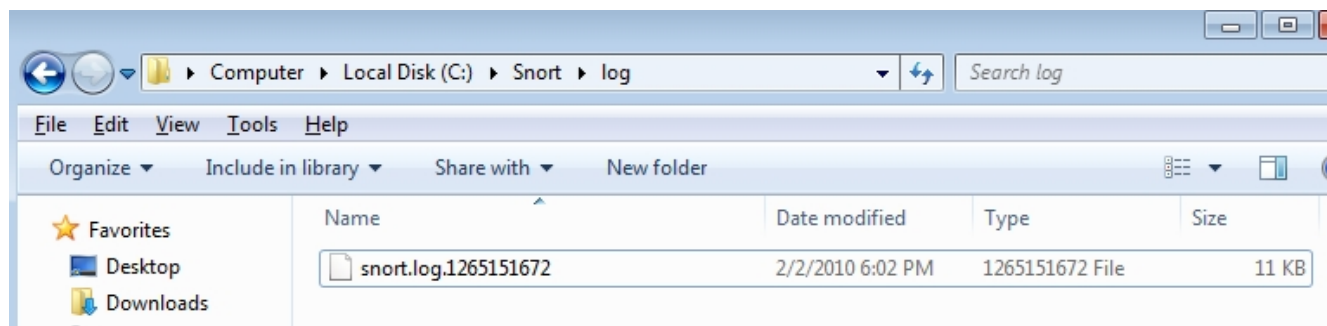 Computer Local Disk (C:) Snort log Search log
File Edit View Tools Help
Organize Include in library Share with New folder
Name Date modified Type Size
Favorites
snort.log.1265151672 2/2/2010 6:02 PM 1265151672 File 11 KB
Desktop
Downloads